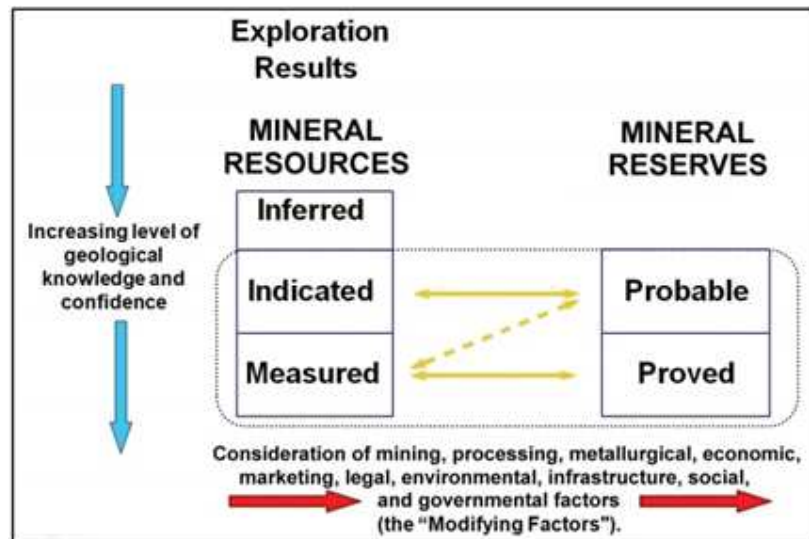 Exploration
Results
MINERAL
RESOURCES
MINERAL
RESERVES
Inferred
Increasing level of
geological
knowledge and
confidence
Indicated
Probable
Measured
Proved
Consideration of mining, processing, metallurgical, economic,
marketing, legal, environmental, infrastructure, social,
and governmental factors
(the “Modifying Factors").